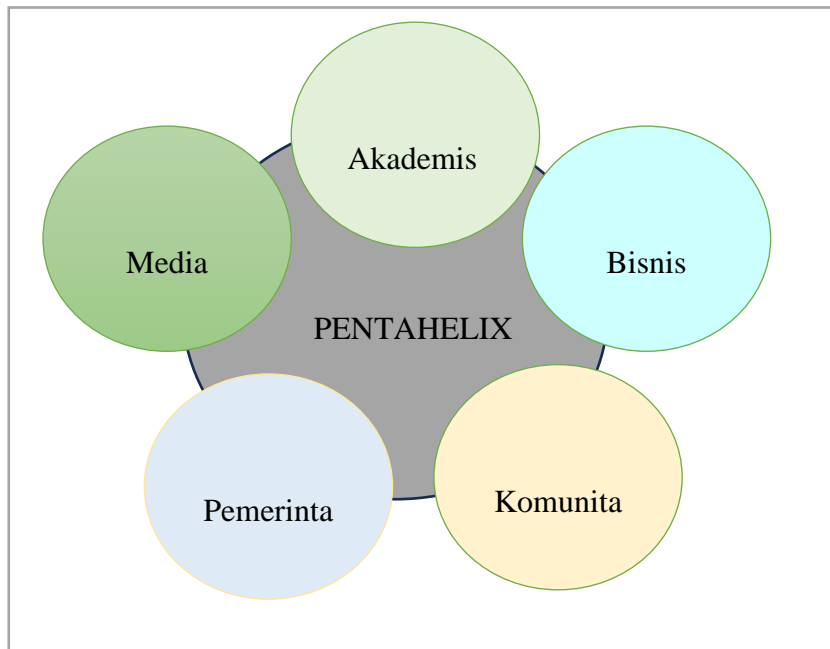 Akademis
Media
Bisnis
PENTAHELIX
Pemerinta
Komunita